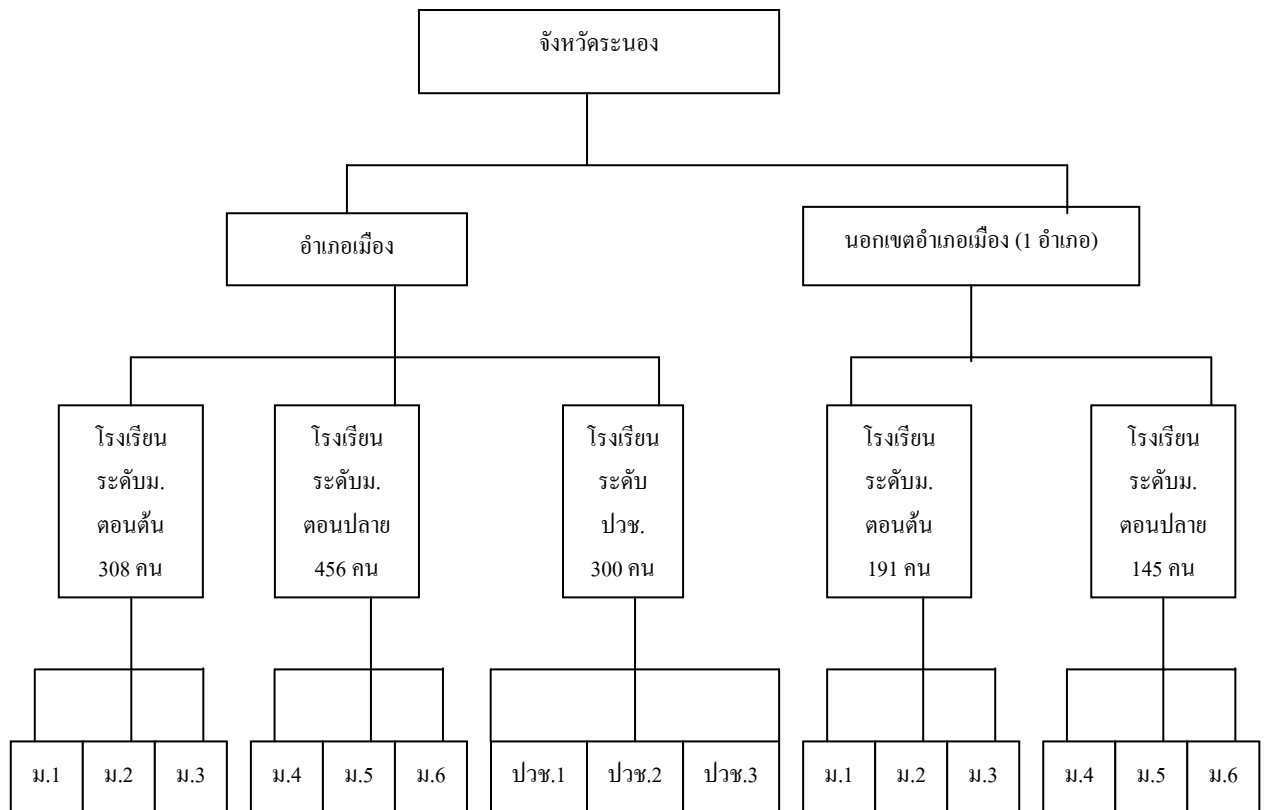 จังหวัดระนอง
อำเภอเมือง
นอกเขตอำเภอเมือง (1 อำเภอ)
โรงเรียน
ระดับม.
ตอนต้น
308 คน
โรงเรียน
ระดับม.
ตอนปลาย
456 คน
โรงเรียน
ระดับ
ปวช.
300 คน
โรงเรียน
ระดับม.
ตอนต้น
191 คน
โรงเรียน
ระดับม.
ตอนปลาย
145 คน
ม.1 ม.2 ม.3 ม.4 ม.5 ม.6 ปวช.1 ปวช.2 ปวช.3 ม.1 ม.2 ม.3 ม.4 ม.5 ม.6